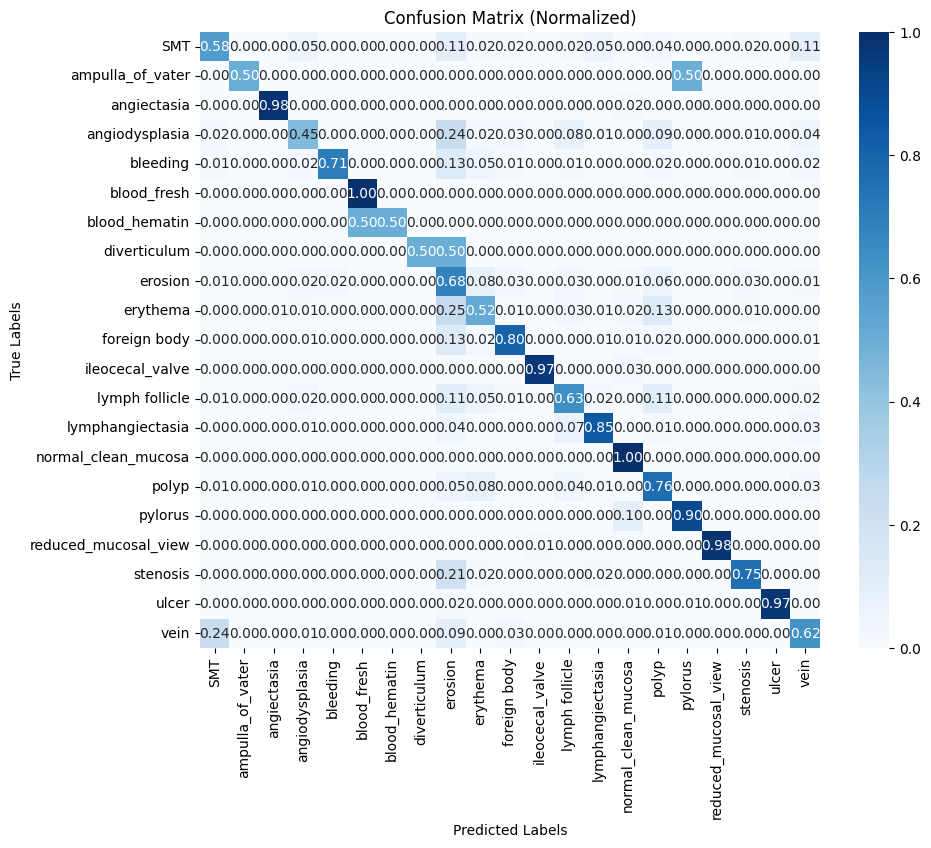 Confusion Matrix (Normalized)
True Labels
SMT 0.58 0.00 0.00 0.05 0.00 0.00 0.00 0.00 0.11 0.02 0.02 0.00 0.02 0.05 0.00 0.04 0.00 0.00 0.02 0.00 0.11
ampulla_of_vater 0.00 0.50 0.00 0.00 0.00 0.00 0.00 0.00 0.00 0.00 0.00 0.00 0.00 0.00 0.00 0.00 0.50 0.00 0.00 0.00 0.00
angiectasia 0.00 0.00 0.98 0.00 0.00 0.00 0.00 0.00 0.00 0.00 0.00 0.00 0.00 0.00 0.02 0.00 0.00 0.00 0.00 0.00 0.00
angiodysplasia 0.02 0.00 0.00 0.45 0.00 0.00 0.00 0.00 0.24 0.02 0.03 0.00 0.08 0.01 0.00 0.09 0.00 0.00 0.01 0.00 0.04
bleeding 0.01 0.00 0.00 0.02 0.71 0.00 0.00 0.00 0.13 0.05 0.01 0.00 0.01 0.00 0.00 0.02 0.00 0.00 0.01 0.00 0.02
blood_fresh 0.00 0.00 0.00 0.00 0.00 1.00 0.00 0.00 0.00 0.00 0.00 0.00 0.00 0.00 0.00 0.00 0.00 0.00 0.00 0.00 0.00
blood_hematin 0.00 0.00 0.00 0.00 0.00 0.50 0.50 0.00 0.00 0.00 0.00 0.00 0.00 0.00 0.00 0.00 0.00 0.00 0.00 0.00 0.00
diverticulum 0.00 0.00 0.00 0.00 0.00 0.00 0.00 0.50 0.50 0.00 0.00 0.00 0.00 0.00 0.00 0.00 0.00 0.00 0.00 0.00 0.00
erosion 0.01 0.00 0.00 0.02 0.02 0.00 0.00 0.00 0.68 0.08 0.03 0.00 0.03 0.00 0.01 0.06 0.00 0.00 0.03 0.00 0.01
erythema 0.00 0.00 0.01 0.01 0.00 0.00 0.00 0.00 0.25 0.52 0.01 0.00 0.03 0.01 0.02 0.13 0.00 0.00 0.01 0.00 0.00
foreign body 0.00 0.00 0.00 0.01 0.00 0.00 0.00 0.00 0.13 0.02 0.80 0.00 0.00 0.01 0.01 0.02 0.00 0.00 0.00 0.00 0.01
ileocecal_valve 0.00 0.00 0.00 0.00 0.00 0.00 0.00 0.00 0.00 0.00 0.00 0.97 0.00 0.00 0.03 0.00 0.00 0.00 0.00 0.00 0.00
lymph follicle 0.01 0.00 0.00 0.02 0.00 0.00 0.00 0.00 0.11 0.05 0.01 0.00 0.63 0.02 0.00 0.11 0.00 0.00 0.00 0.00 0.02
lymphangiectasia 0.00 0.00 0.00 0.01 0.00 0.00 0.00 0.00 0.04 0.00 0.00 0.00 0.07 0.85 0.00 0.01 0.00 0.00 0.00 0.00 0.03
normal_clean_mucosa 0.00 0.00 0.00 0.00 0.00 0.00 0.00 0.00 0.00 0.00 0.00 0.00 0.00 0.00 1.00 0.00 0.00 0.00 0.00 0.00 0.00
polyp 0.01 0.00 0.00 0.01 0.00 0.00 0.00 0.00 0.05 0.08 0.00 0.00 0.04 0.01 0.00 0.76 0.00 0.00 0.00 0.00 0.03
pylorus 0.00 0.00 0.00 0.00 0.00 0.00 0.00 0.00 0.00 0.00 0.00 0.00 0.00 0.00 0.10 0.00 0.90 0.00 0.00 0.00 0.00
reduced_mucosal_view 0.00 0.00 0.00 0.00 0.00 0.00 0.00 0.00 0.00 0.00 0.00 0.01 0.00 0.00 0.00 0.00 0.00 0.98 0.00 0.00 0.00
stenosis 0.00 0.00 0.00 0.00 0.00 0.00 0.00 0.00 0.21 0.02 0.00 0.00 0.00 0.02 0.00 0.00 0.00 0.00 0.75 0.00 0.00
ulcer 0.00 0.00 0.00 0.00 0.00 0.00 0.00 0.00 0.02 0.00 0.00 0.00 0.00 0.00 0.01 0.00 0.01 0.00 0.00 0.97 0.00
vein 0.24 0.00 0.00 0.01 0.00 0.00 0.00 0.00 0.09 0.00 0.03 0.00 0.00 0.00 0.00 0.01 0.00 0.00 0.00 0.00 0.62
SMT
ampulla_of_vater
angiectasia
angiodysplasia
bleeding
blood_fresh
blood_hematin
diverticulum
erosion
erythema
foreign body
ileocecal_valve
lymph follicle
lymphangiectasia
normal_clean_mucosa
polyp
pylorus
reduced_mucosal_view
stenosis
ulcer
vein
Predicted Labels
1.0
0.8
0.6
0.4
0.2
0.0